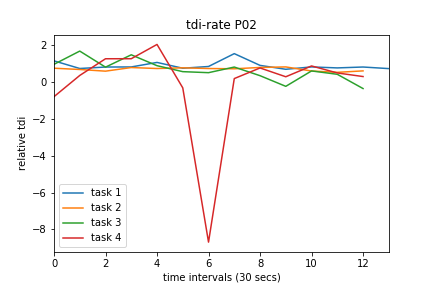 tdi-rate P02
relative tdi
2
0
−2
−4
−6
−8
task 1
task 2
task 3
task 4
0 2 4 6 8 10 12
time intervals (30 secs)